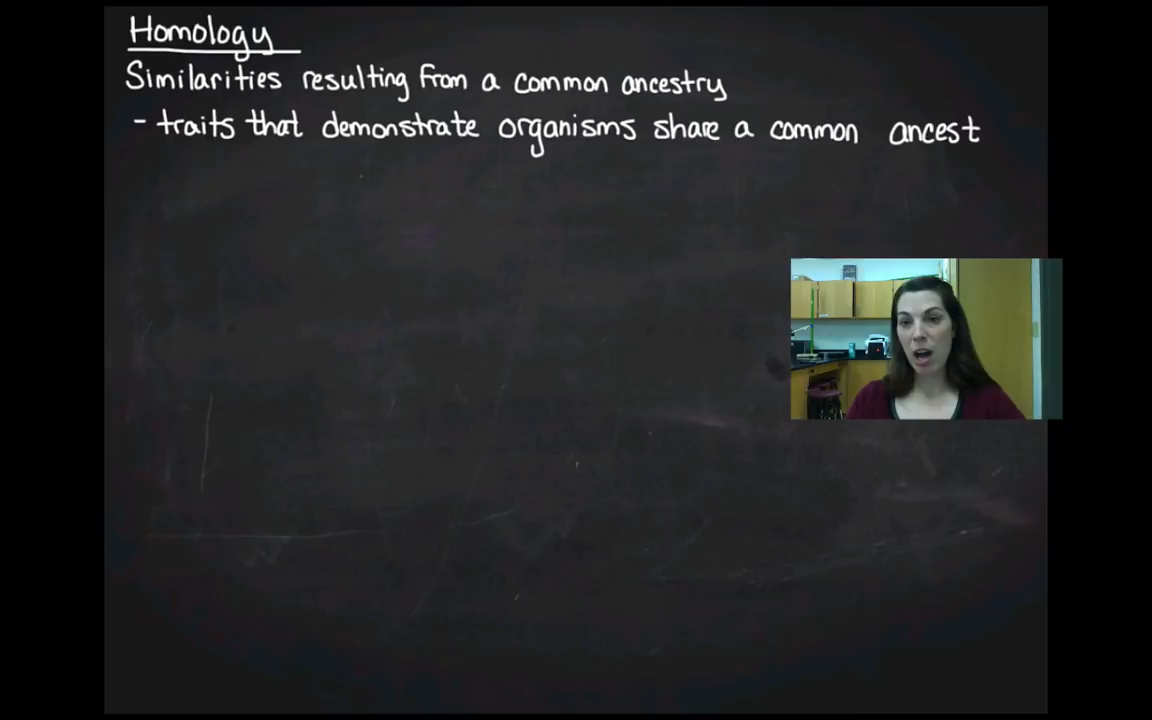 Homology
Similarities resulting from a common ancestry
- traits that demonstrate organisms share a common ancest